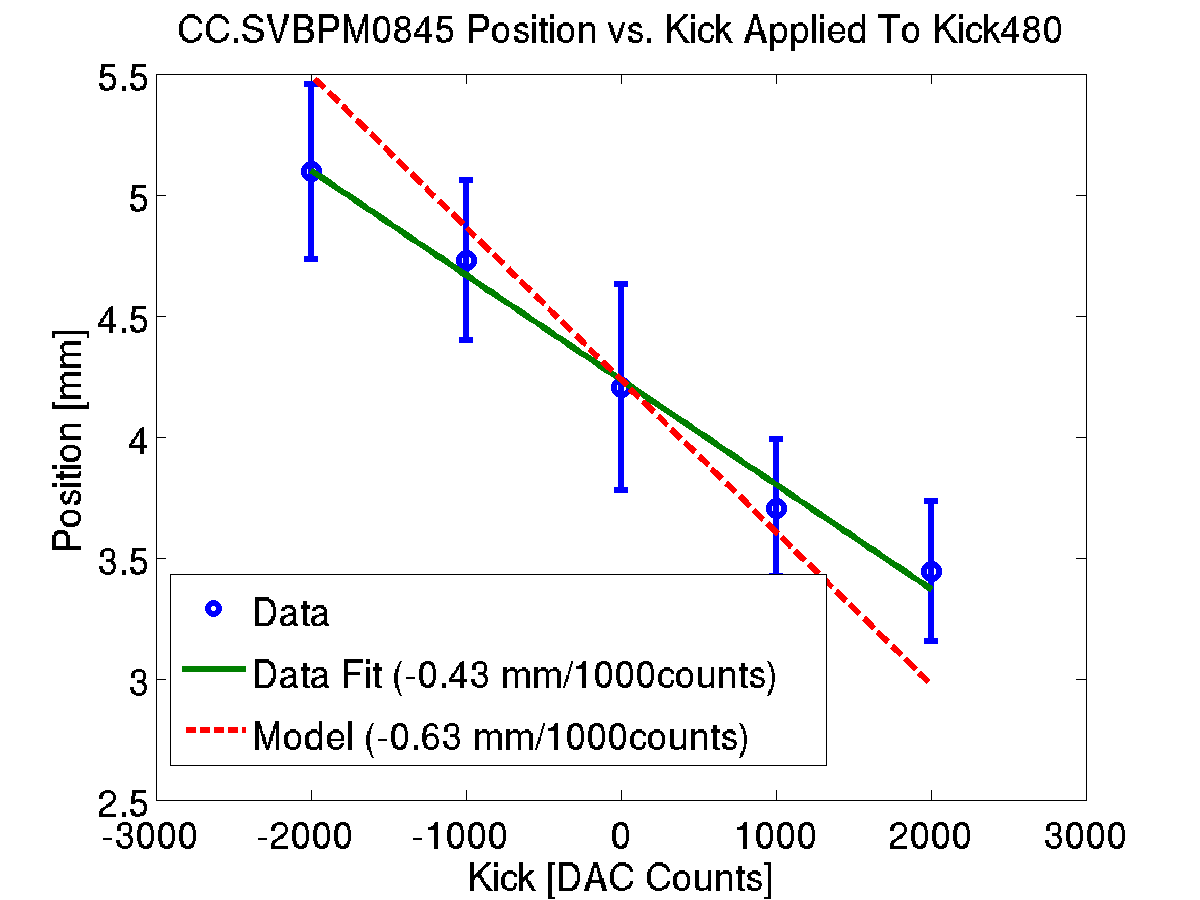 CC.SVBPM0845 Position vs. Kick Applied To Kick480
5.5
5
4.5
4
3.5
3
2.5
Position [mm]
Data
Data Fit (-0.43 mm/1000counts)
Model (-0.63 mm/1000counts)
-3000 -2000 -1000 0 1000 2000 3000
Kick [DAC Counts]